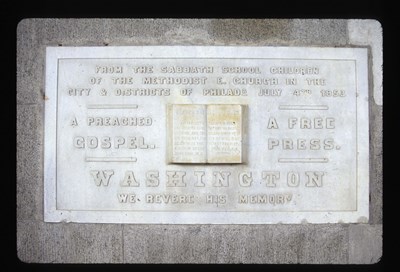 FROM THE SABBATH SCHOOL CHILDREN
OF THE METHODIST E. CHURCH IN THE
CITY & DISTRICTS OF PHILADA. JULY 4TH
A PREACHED
GOSPEL.
A FREE
PRESS.
WASHINGTON
WE REVERE HIS MEMORY.